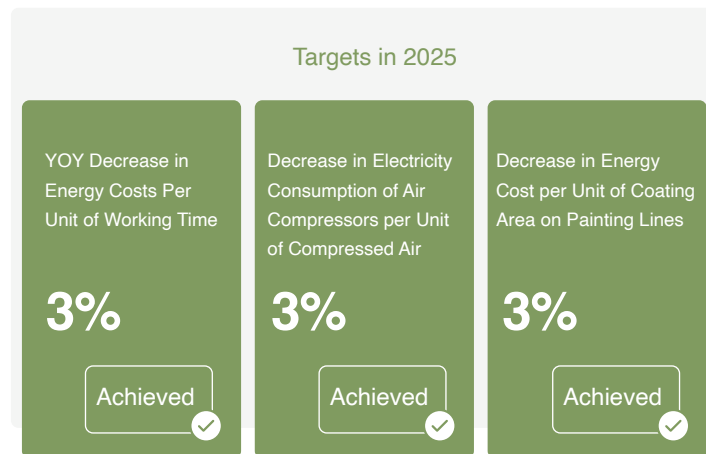 Targets in 2025
YOY Decrease in
Energy Costs Per
Unit of Working Time
3%
Achieved
Decrease in Electricity
Consumption of Air
Compressors per Unit
of Compressed Air
3%
Achieved
Decrease in Energy
Cost per Unit of Coating
Area on Painting Lines
3%
Achieved